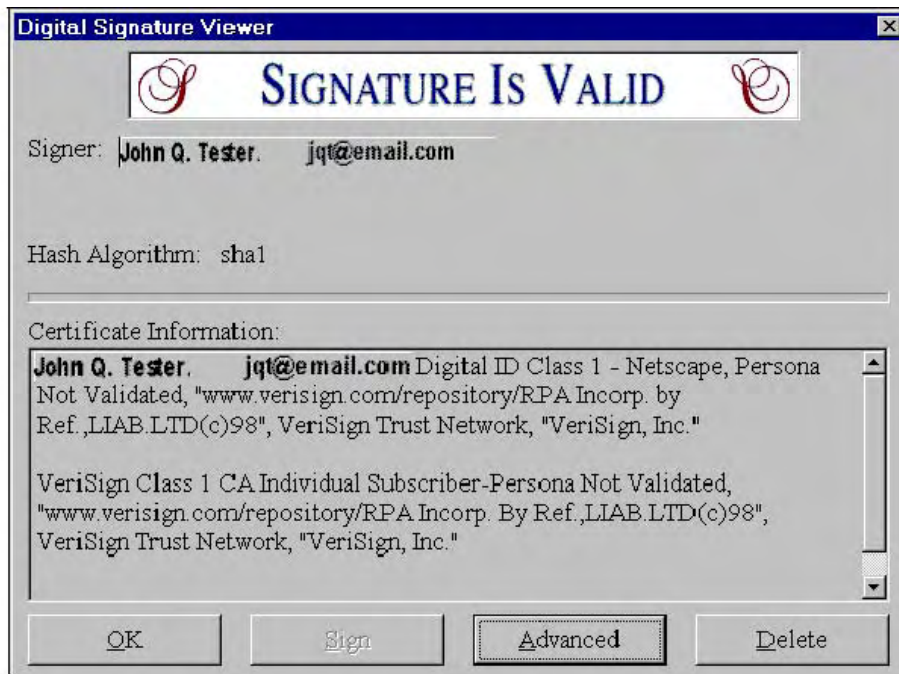 Digital Signature Viewer
SIGNATURE IS VALID
Signer: John Q. Tester. jqt@email.com
Hash Algorithm: sha1
Certificate Information:
John Q. Tester. jqt@email.com Digital ID Class 1 - Netscape, Persona
Not Validated, "www.verisign.com/repository/RPA Incorp. by
Ref.,LIAB.LTD(c)98", VeriSign Trust Network, "VeriSign, Inc."
VeriSign Class 1 CA Individual Subscriber-Persona Not Validated,
"www.verisign.com/repository/RPA Incorp. By Ref.,LIAB.LTD(c)98",
VeriSign Trust Network, "VeriSign, Inc."
OK Sign Advanced Delete